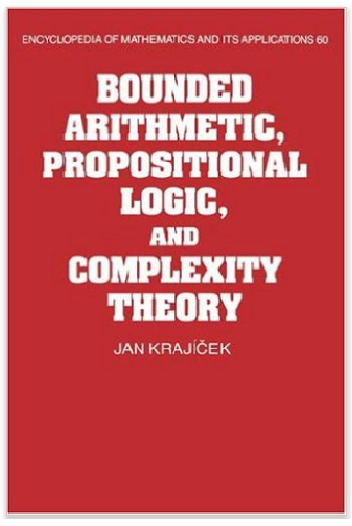 ENCYCLOPEDIA OF MATHEMATICS AND ITS APPLICATIONS 60
BOUNDED
ARITHMETIC,
PROPOSITIONAL
LOGIC,
AND
COMPLEXITY
THEORY
JAN KRAJÍČEK